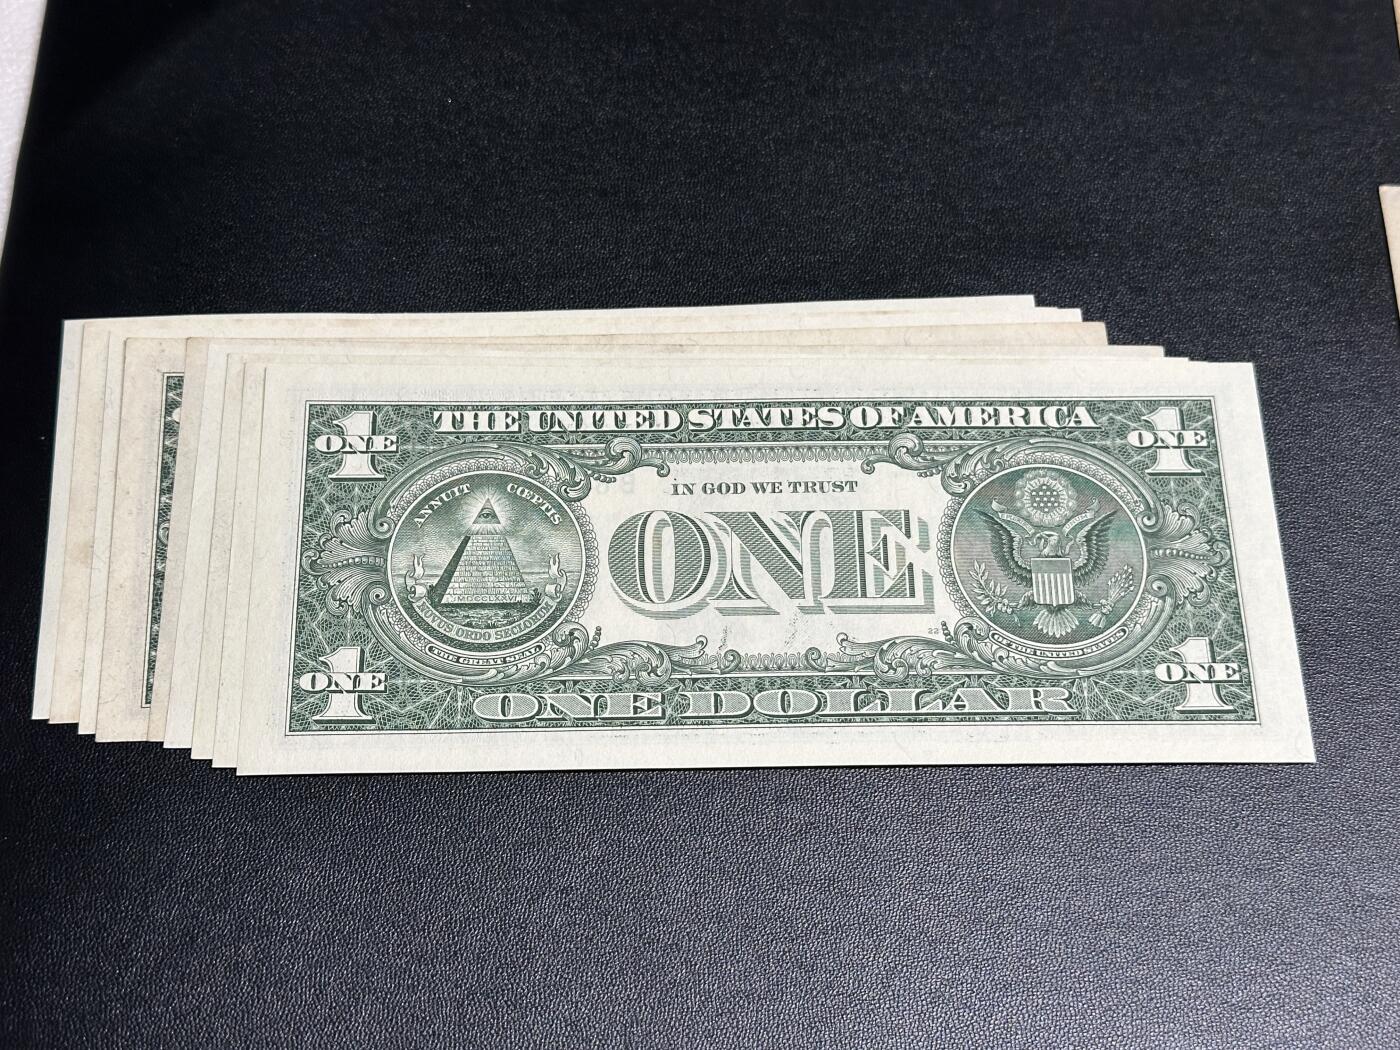 1 ONE
THE UNITED STATES OF AMERICA
1 ONE
IN GOD WE TRUST
ANNUIT CŒPTIS
ONE
MDCCLXXVI
NOVUS ORDO SECLORUM
THE GREAT SEAL
OF THE UNITED STATES
22
1 ONE
ONE DOLLAR
1 ONE